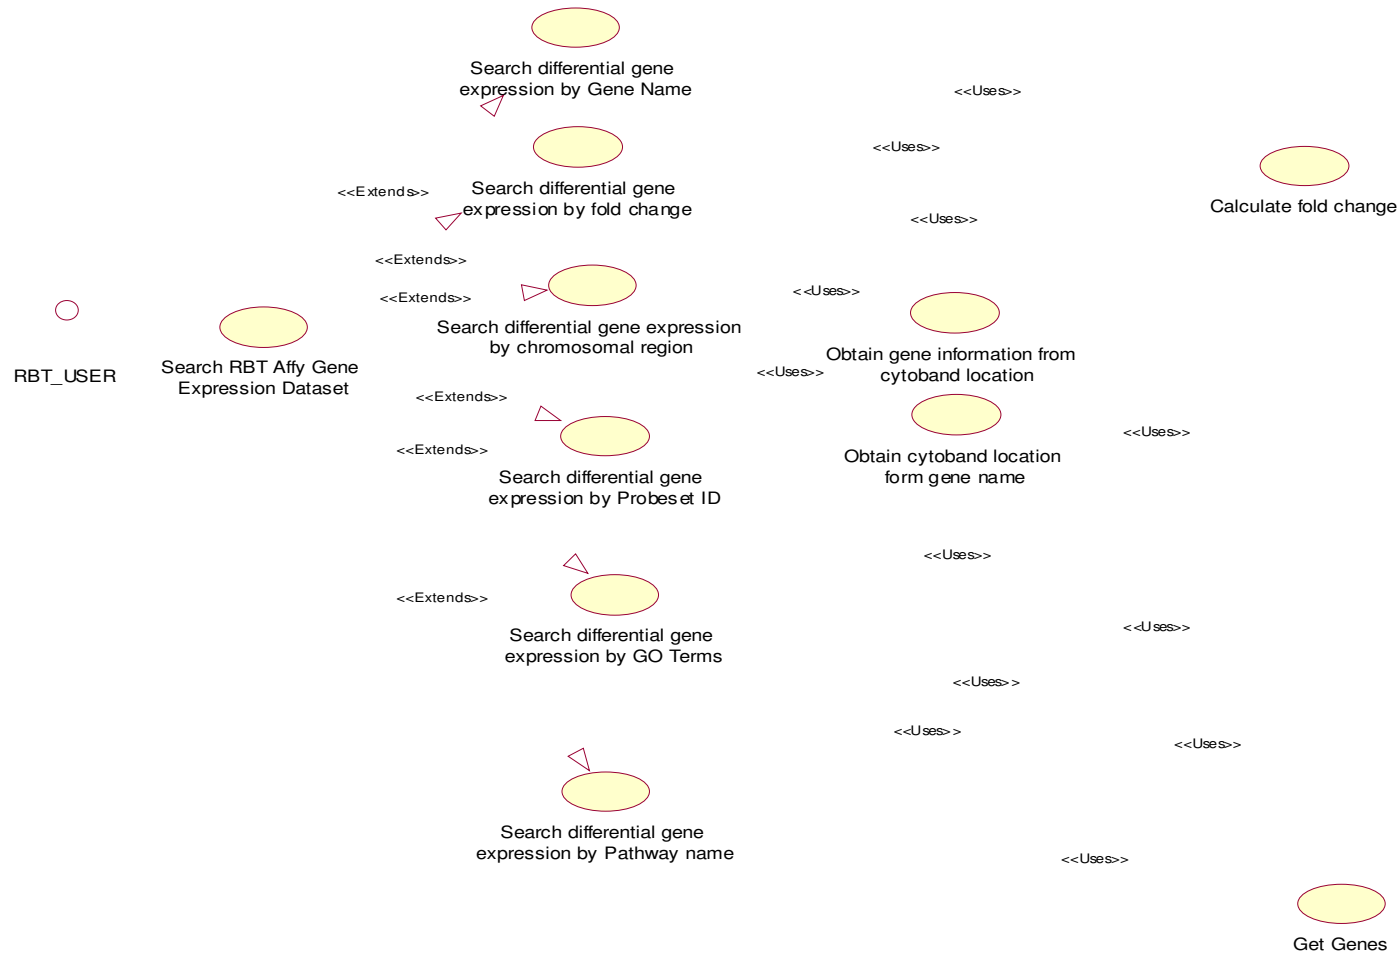 Search differential gene
expression by Gene Name
<<Uses>>
<<Uses>>
<<Extends>>
Search differential gene
expression by fold change
<<Uses>>
Calculate fold change
<<Extends>>
<<Extends>>
<<Uses>>
Search differential gene expression
by chromosomal region
RBT_USER
Search RBT Affy Gene
Expression Dataset
Obtain gene information from
cytoband location
<<Uses>>
<<Extends>>
<<Extends>>
<<Uses>>
Obtain cytoband location
form gene name
Search differential gene
expression by Probeset ID
<<Uses>>
<<Extends>>
Search differential gene
expression by GO Terms
<<Uses>>
<<Uses>>
<<Uses>>
<<Uses>>
Search differential gene
expression by Pathway name
<<Uses>>
Get Genes